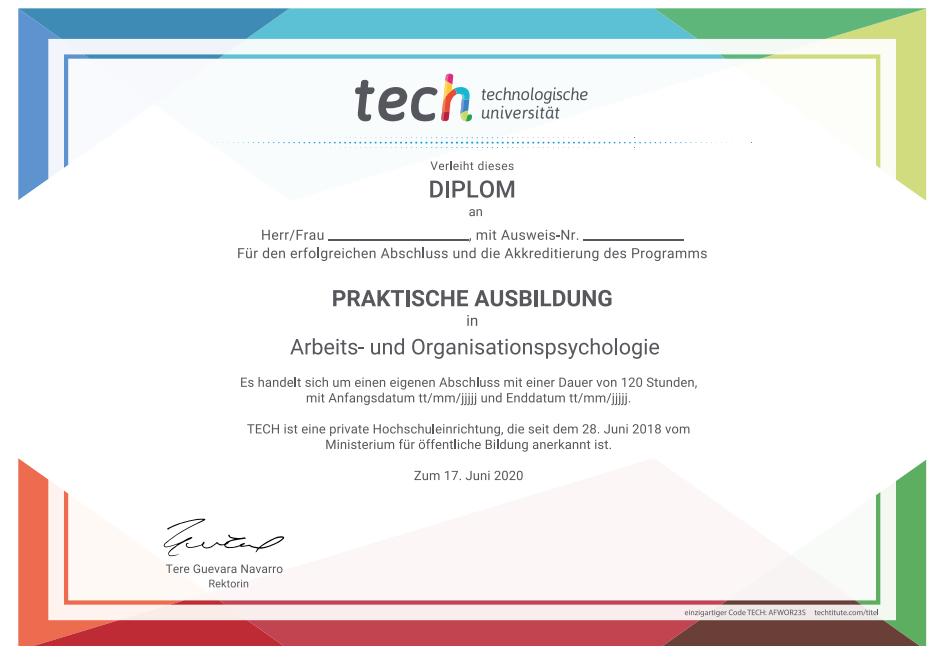 tech technologische
universität
Verleiht dieses
DIPLOM
an
Herr/Frau , mit Ausweis-Nr.
Für den erfolgreichen Abschluss und die Akkreditierung des Programms
PRAKTISCHE AUSBILDUNG
in
Arbeits- und Organisationspsychologie
Es handelt sich um einen eigenen Abschluss mit einer Dauer von 120 Stunden,
mit Anfangsdatum tt/mm/jjjjj und Enddatum tt/mm/jjjjj.
TECH ist eine private Hochschuleinrichtung, die seit dem 28. Juni 2018 vom
Ministerium für öffentliche Bildung anerkannt ist.
Zum 17. Juni 2020
Tere Guevara Navarro
Rektorin
einzigartiger Code TECH: AFWOR23S techtitute.com/titel